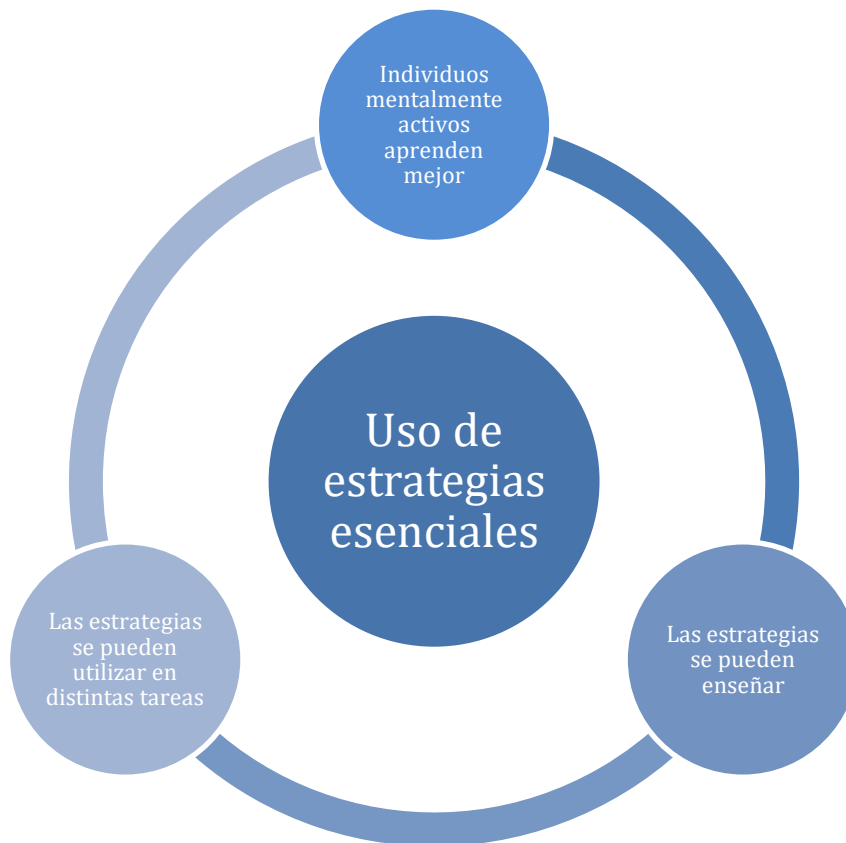 Individuos
mentalmente
activos
aprenden
mejor
Uso de
estrategias
esenciales
Las estrategias
se pueden
utilizar en
distintas tareas
Las estrategias
se pueden
enseñar